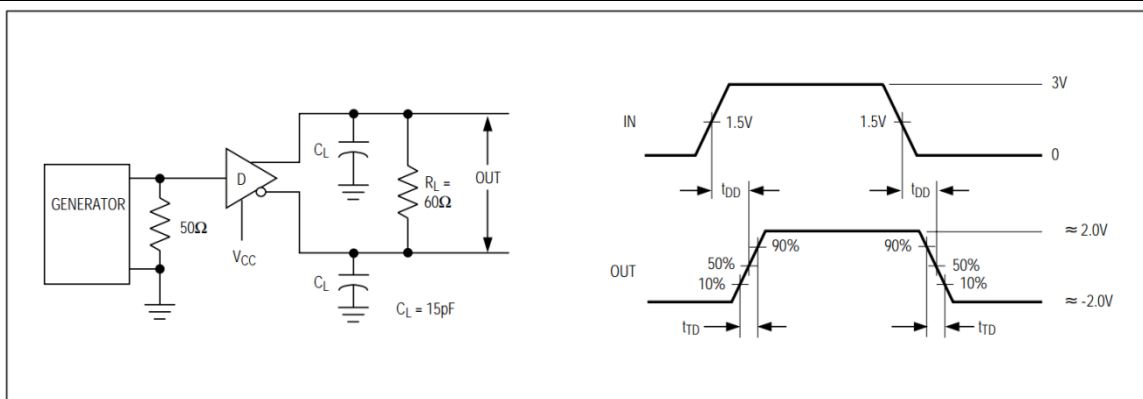 GENERATOR
50Ω
D
VCC
CL
CL
RL =
60Ω
OUT
CL = 15pF
IN
1.5V
1.5V
3V
0
tDD
tDD
OUT
90%
50%
10%
90%
50%
10%
≈ 2.0V
≈ -2.0V
tTD
tTD